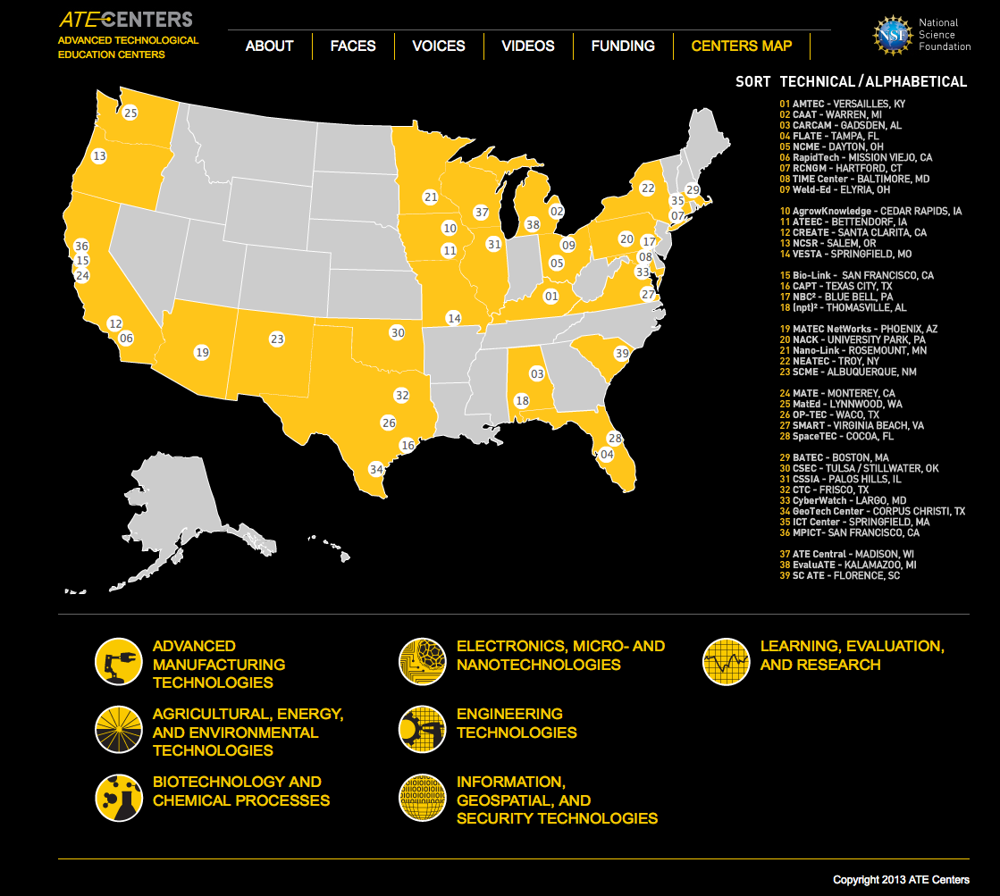 ATE CENTERS
ADVANCED TECHNOLOGICAL
EDUCATION CENTERS
ABOUT
FACES
VOICES
VIDEOS
FUNDING
CENTERS MAP
NSF
National
Science
Foundation
SORT TECHNICAL / ALPHABETICAL
01 AMTEC - VERSAILLES, KY
02 CAAT - WARREN, MI
03 CARCAM - GADSDEN, AL
04 FLATE - TAMPA, FL
05 NCME - DAYTON, OH
06 RapidTech - MISSION VIEJO, CA
07 RCNGM - HARTFORD, CT
08 TIME Center - BALTIMORE, MD
09 Weld-Ed - ELYRIA, OH
10 AgrowKnowledge - CEDAR RAPIDS, IA
11 ATEEC - BETTENDORF, IA
12 CREATE - SANTA CLARITA, CA
13 NCSR - SALEM, OR
14 VESTA - SPRINGFIELD, MO
15 Bio-Link - SAN FRANCISCO, CA
16 CAPT - TEXAS CITY, TX
17 NBC² - BLUE BELL, PA
18 (npt)² - THOMASVILLE, AL
19 MATEC NetWorks - PHOENIX, AZ
20 NACK - UNIVERSITY PARK, PA
21 Nano-Link - ROSEMOUNT, MN
22 NEATEC - TROY, NY
23 SCME - ALBUQUERQUE, NM
24 MATE - MONTEREY, CA
25 MatEd - LYNNWOOD, WA
26 OP-TEC - WACO, TX
27 SMART - VIRGINIA BEACH, VA
28 SpaceTEC - COCOA, FL
29 BATEC - BOSTON, MA
30 CSEC - TULSA / STILLWATER, OK
31 CSSIA - PALOS HILLS, IL
32 CTC - FRISCO, TX
33 CyberWatch - LARGO, MD
34 GeoTech Center - CORPUS CHRISTI, TX
35 ICT Center - SPRINGFIELD, MA
36 MPICT- SAN FRANCISCO, CA
37 ATE Central - MADISON, WI
38 EvaluATE - KALAMAZOO, MI
39 SC ATE - FLORENCE, SC
25
13
36
15
24
12
06
19
23
30
32
26
16
34
21
10
11
14
37
31
38
02
09
05
01
03
18
39
28
04
22
20
17
08
33
27
29
35
07
ADVANCED
MANUFACTURING
TECHNOLOGIES
AGRICULTURAL, ENERGY,
AND ENVIRONMENTAL
TECHNOLOGIES
BIOTECHNOLOGY AND
CHEMICAL PROCESSES
ELECTRONICS, MICRO- AND
NANOTECHNOLOGIES
ENGINEERING
TECHNOLOGIES
INFORMATION,
GEOSPATIAL, AND
SECURITY TECHNOLOGIES
LEARNING, EVALUATION,
AND RESEARCH
Copyright 2013 ATE Centers